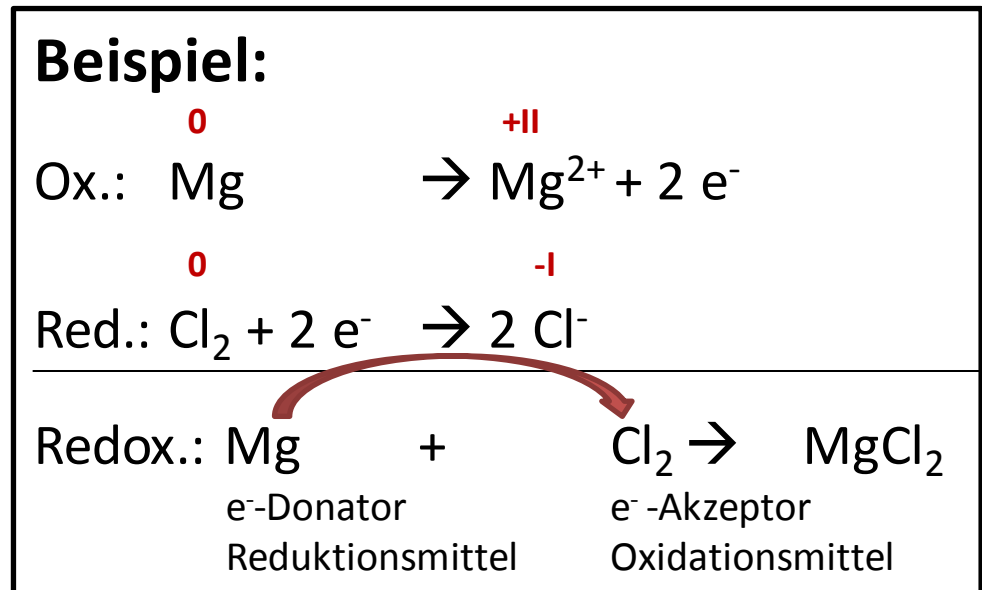 Beispiel:
0 +II
Ox.: Mg → Mg²⁺ + 2 e⁻
0 -I
Red.: Cl₂ + 2 e⁻ → 2 Cl⁻
Redox.: Mg + Cl₂ → MgCl₂
e⁻-Donator e⁻ -Akzeptor
Reduktionsmittel Oxidationsmittel